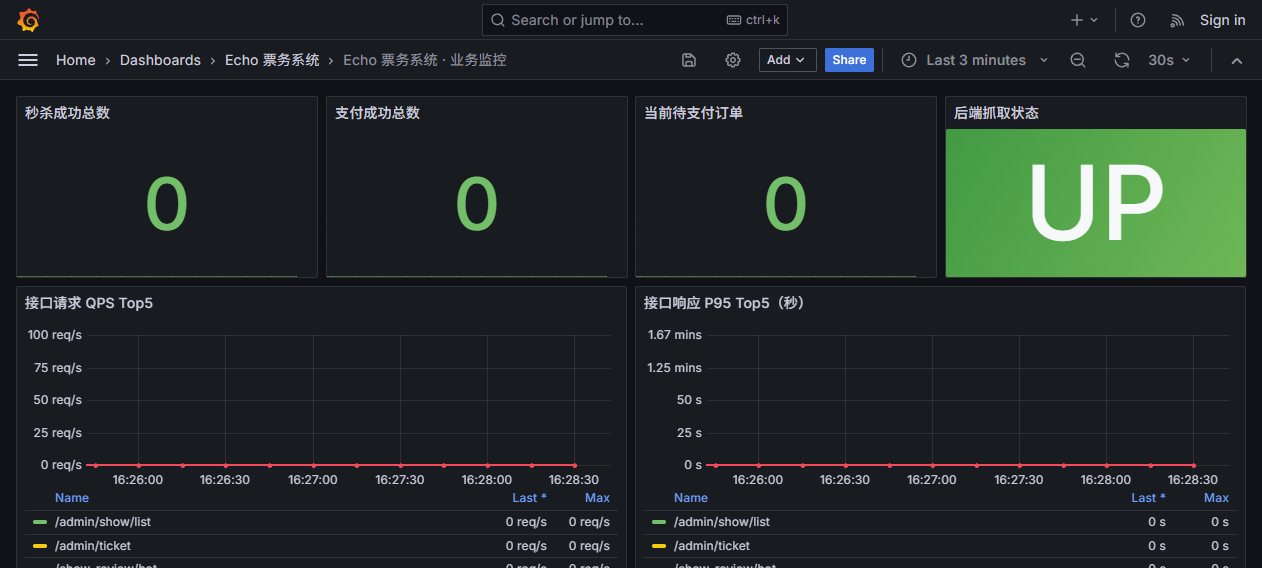 Search or jump to...
ctrl+k
Sign in
Home › Dashboards › Echo 票务系统 › Echo 票务系统 · 业务监控
Add
Share
Last 3 minutes
30s
秒杀成功总数
0
支付成功总数
0
当前待支付订单
0
后端抓取状态
UP
接口请求 QPS Top5
100 req/s
75 req/s
50 req/s
25 req/s
0 req/s
16:26:00 16:26:30 16:27:00 16:27:30 16:28:00 16:28:30
Name Last * Max
/admin/show/list 0 req/s 0 req/s
/admin/ticket 0 req/s 0 req/s
接口响应 P95 Top5（秒）
1.67 mins
1.25 mins
50 s
25 s
0 s
16:26:00 16:26:30 16:27:00 16:27:30 16:28:00 16:28:30
Name Last * Max
/admin/show/list 0 s 0 s
/admin/ticket 0 s 0 s